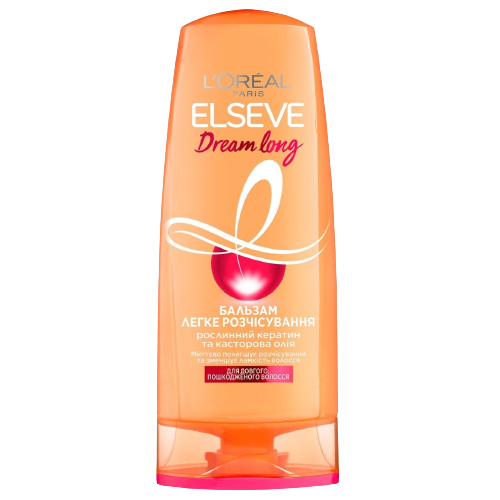 L'ORÉAL
PARIS
ELSEVE
Dream long
БАЛЬЗАМ
ЛЕГКЕ РОЗЧІСУВАННЯ
рослинний кератин
та касторова олія
Миттєво полегшує розчісування
та зменшує ламкість волосся
ДЛЯ ДОВГОГО,
ПОШКОДЖЕНОГО ВОЛОССЯ